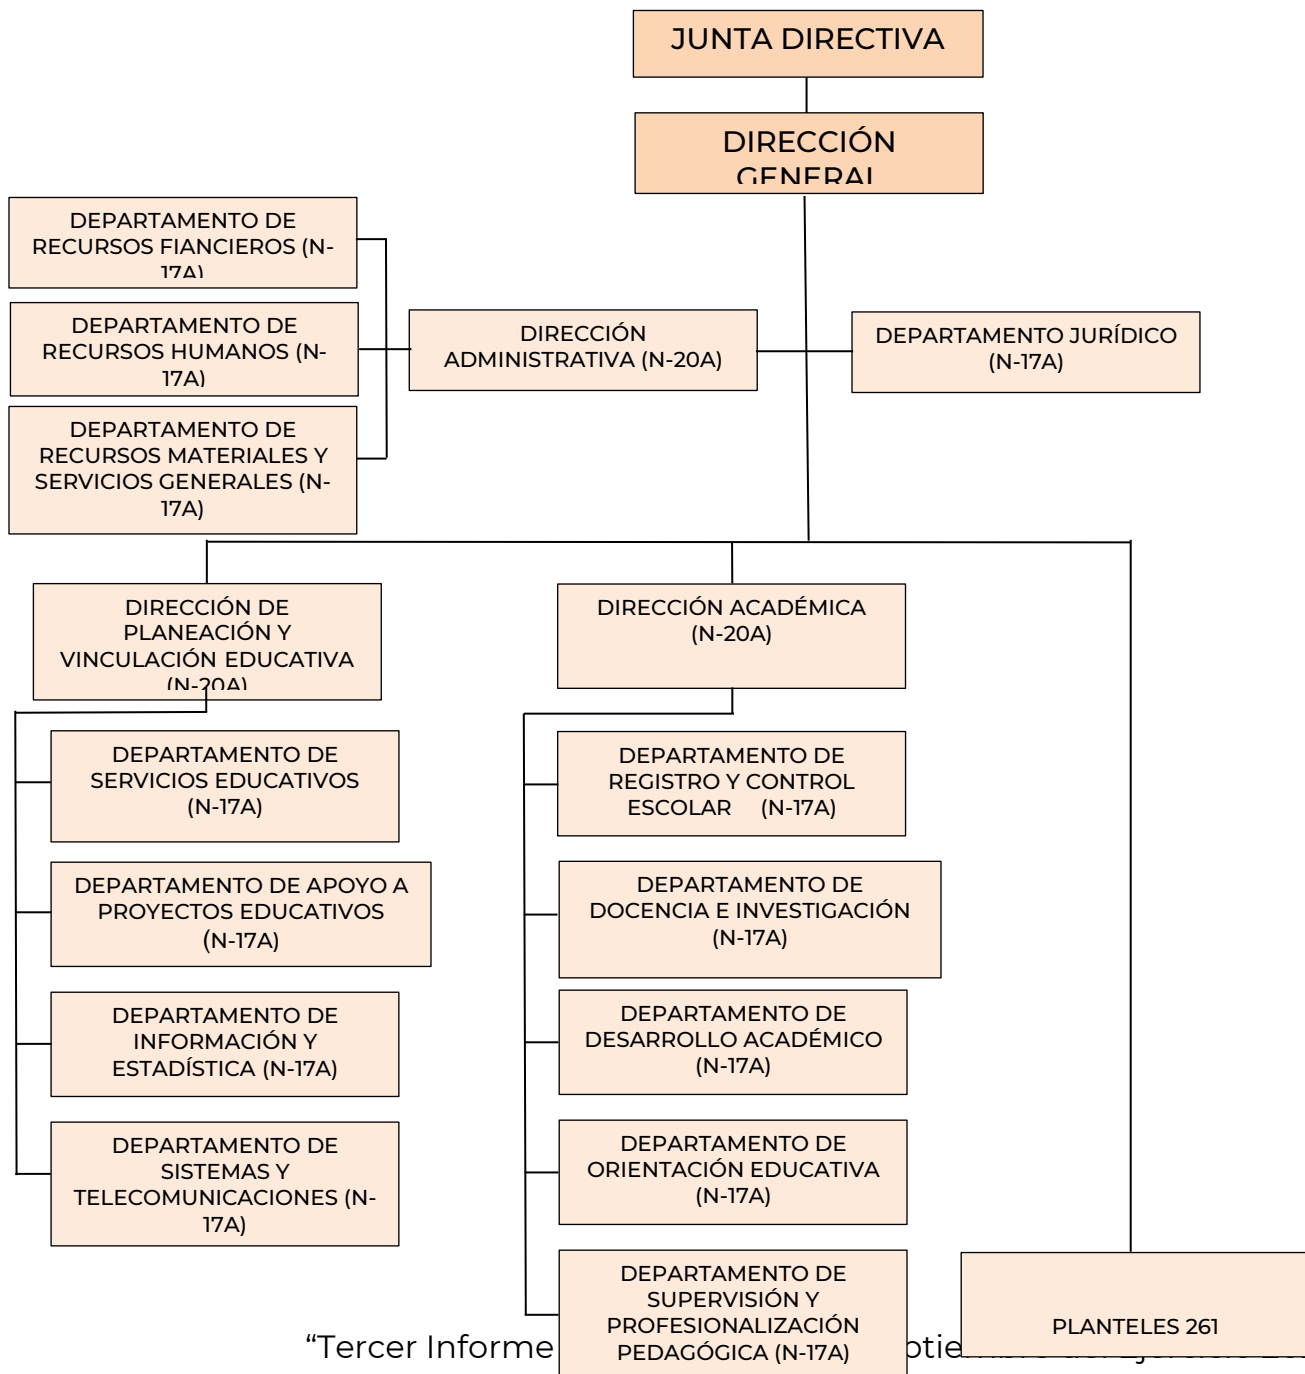 JUNTA DIRECTIVA
DIRECCIÓN
GENERAL
DEPARTAMENTO DE
RECURSOS FIANCIEROS (N-
17A)
DEPARTAMENTO DE
RECURSOS HUMANOS (N-
17A)
DEPARTAMENTO DE
RECURSOS MATERIALES Y
SERVICIOS GENERALES (N-
17A)
DIRECCIÓN
ADMINISTRATIVA (N-20A)
DEPARTAMENTO JURÍDICO
(N-17A)
DIRECCIÓN DE
PLANEACIÓN Y
VINCULACIÓN EDUCATIVA
(N-20A)
DEPARTAMENTO DE
SERVICIOS EDUCATIVOS
(N-17A)
DEPARTAMENTO DE APOYO A
PROYECTOS EDUCATIVOS
(N-17A)
DEPARTAMENTO DE
INFORMACIÓN Y
ESTADÍSTICA (N-17A)
DEPARTAMENTO DE
SISTEMAS Y
TELECOMUNICACIONES (N-
17A)
DIRECCIÓN ACADÉMICA
(N-20A)
DEPARTAMENTO DE
REGISTRO Y CONTROL
ESCOLAR (N-17A)
DEPARTAMENTO DE
DOCENCIA E INVESTIGACIÓN
(N-17A)
DEPARTAMENTO DE
DESARROLLO ACADÉMICO
(N-17A)
DEPARTAMENTO DE
ORIENTACIÓN EDUCATIVA
(N-17A)
DEPARTAMENTO DE
SUPERVISIÓN Y
PROFESIONALIZACIÓN
PEDAGÓGICA (N-17A)
PLANTELES 261
“Tercer Informe